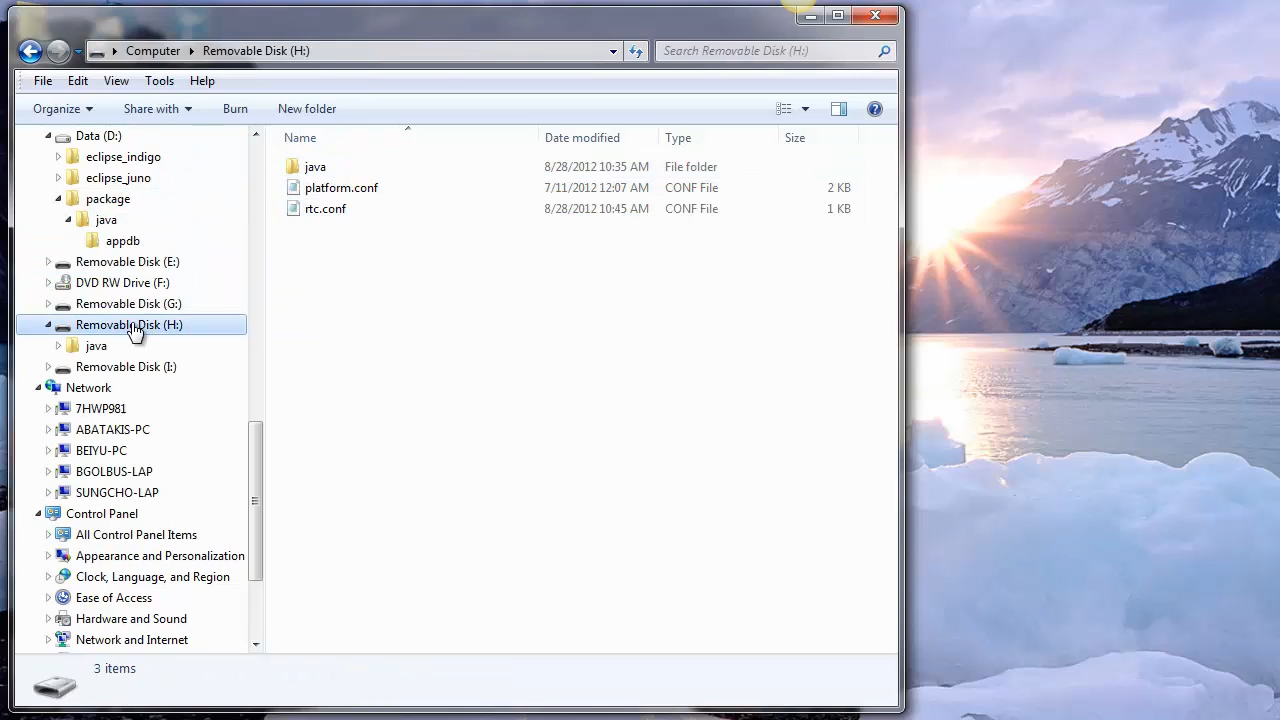 Computer Removable Disk (H:)
Search Removable Disk (H:)
File Edit View Tools Help
Organize Share with Burn New folder
Data (D:)
eclipse_indigo
eclipse_juno
package
java
appdb
Removable Disk (E:)
DVD RW Drive (F:)
Removable Disk (G:)
Removable Disk (H:)
java
Removable Disk (I:)
Network
7HWP981
ABATAKIS-PC
BEIYU-PC
BGOLBUS-LAP
SUNGCHO-LAP
Control Panel
All Control Panel Items
Appearance and Personalization
Clock, Language, and Region
Ease of Access
Hardware and Sound
Network and Internet
Name Date modified Type Size
java 8/28/2012 10:35 AM File folder
platform.conf 7/11/2012 12:07 AM CONF File 2 KB
rtc.conf 8/28/2012 10:45 AM CONF File 1 KB
3 items